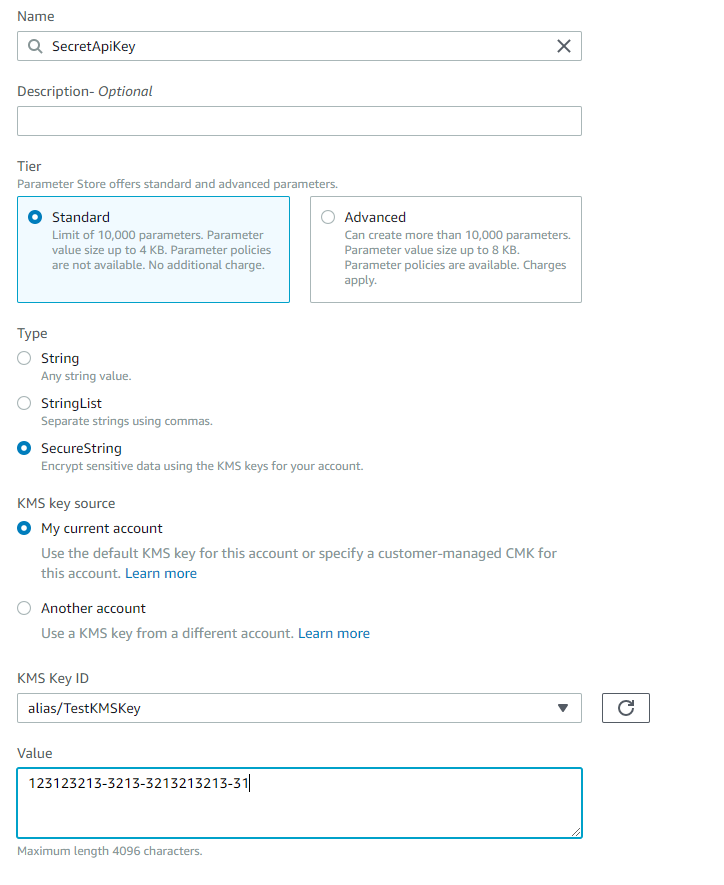 Name
SecretApiKey
Description- Optional
Tier
Parameter Store offers standard and advanced parameters.
Standard
Limit of 10,000 parameters. Parameter
value size up to 4 KB. Parameter policies
are not available. No additional charge.
Advanced
Can create more than 10,000 parameters.
Parameter value size up to 8 KB.
Parameter policies are available. Charges
apply.
Type
String
Any string value.
StringList
Separate strings using commas.
SecureString
Encrypt sensitive data using the KMS keys for your account.
KMS key source
My current account
Use the default KMS key for this account or specify a customer-managed CMK for
this account. Learn more
Another account
Use a KMS key from a different account. Learn more
KMS Key ID
alias/TestKMSKey
Value
123123213-3213-3213213213-31
Maximum length 4096 characters.